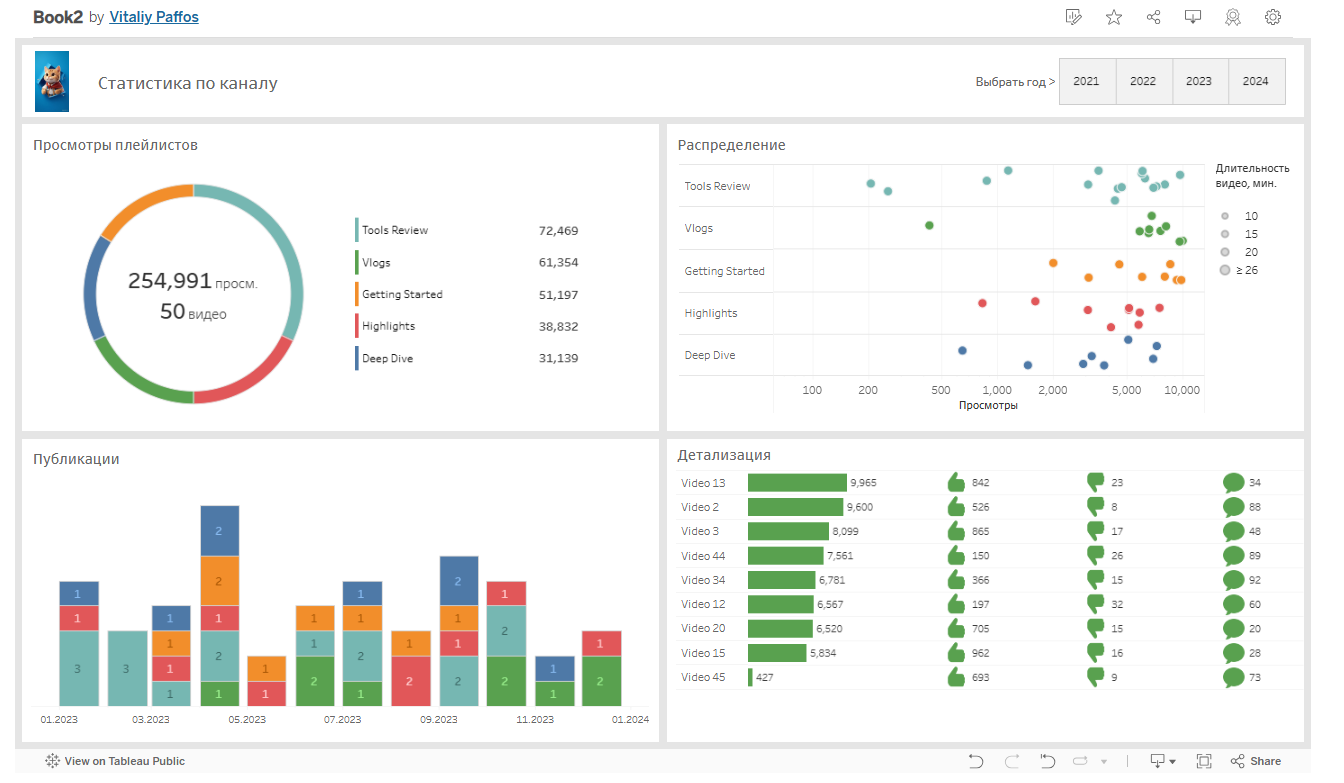 Book2 by Vitaliy Paffos
Статистика по каналу
Выбрать год > 2021 2022 2023 2024
Просмотры плейлистов
254,991 просм.
50 видео
Tools Review 72,469
Vlogs 61,354
Getting Started 51,197
Highlights 38,832
Deep Dive 31,139
Распределение
Tools Review
Vlogs
Getting Started
Highlights
Deep Dive
100 200 500 1,000 2,000 5,000 10,000
Просмотры
Длительность
видео, мин.
10
15
20
≥ 26
Публикации
2
2
1 1 2
1 1 1 1 2 1
3 3 1 2 1 1 2 1 1 2 1 1
1 1 1 2 1 2 2 2 1 2
01.2023 03.2023 05.2023 07.2023 09.2023 11.2023 01.2024
Детализация
Video 13 9,965 842 23 34
Video 2 9,600 526 8 88
Video 3 8,099 865 17 48
Video 44 7,561 150 26 89
Video 34 6,781 366 15 92
Video 12 6,567 197 32 60
Video 20 6,520 705 15 20
Video 15 5,834 962 16 28
Video 45 427 693 9 73
View on Tableau Public
Share